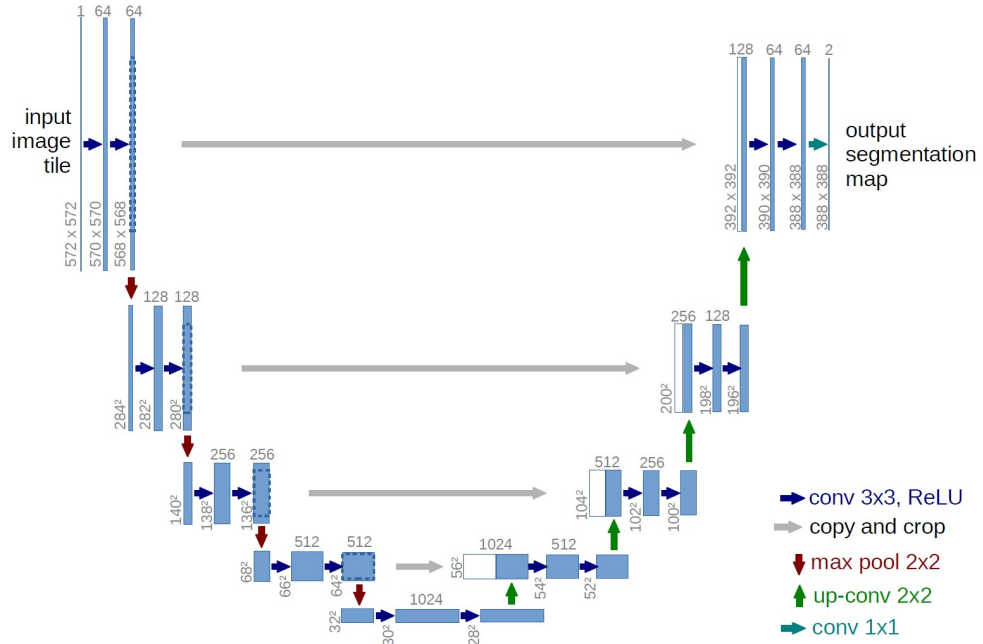 1 64 64
128 64 64 2
input
image
tile
output
segmentation
map
572 x 572
570 x 570
568 x 568
392 x 392
390 x 390
388 x 388
388 x 388
128 128
256 128
284²
282²
280²
200²
198²
196²
256 256
512 256
140²
138²
136²
104²
102²
100²
512 512
1024 512
68²
66²
64²
56²
54²
52²
1024
32²
30²
28²
conv 3x3, ReLU
copy and crop
max pool 2x2
up-conv 2x2
conv 1x1